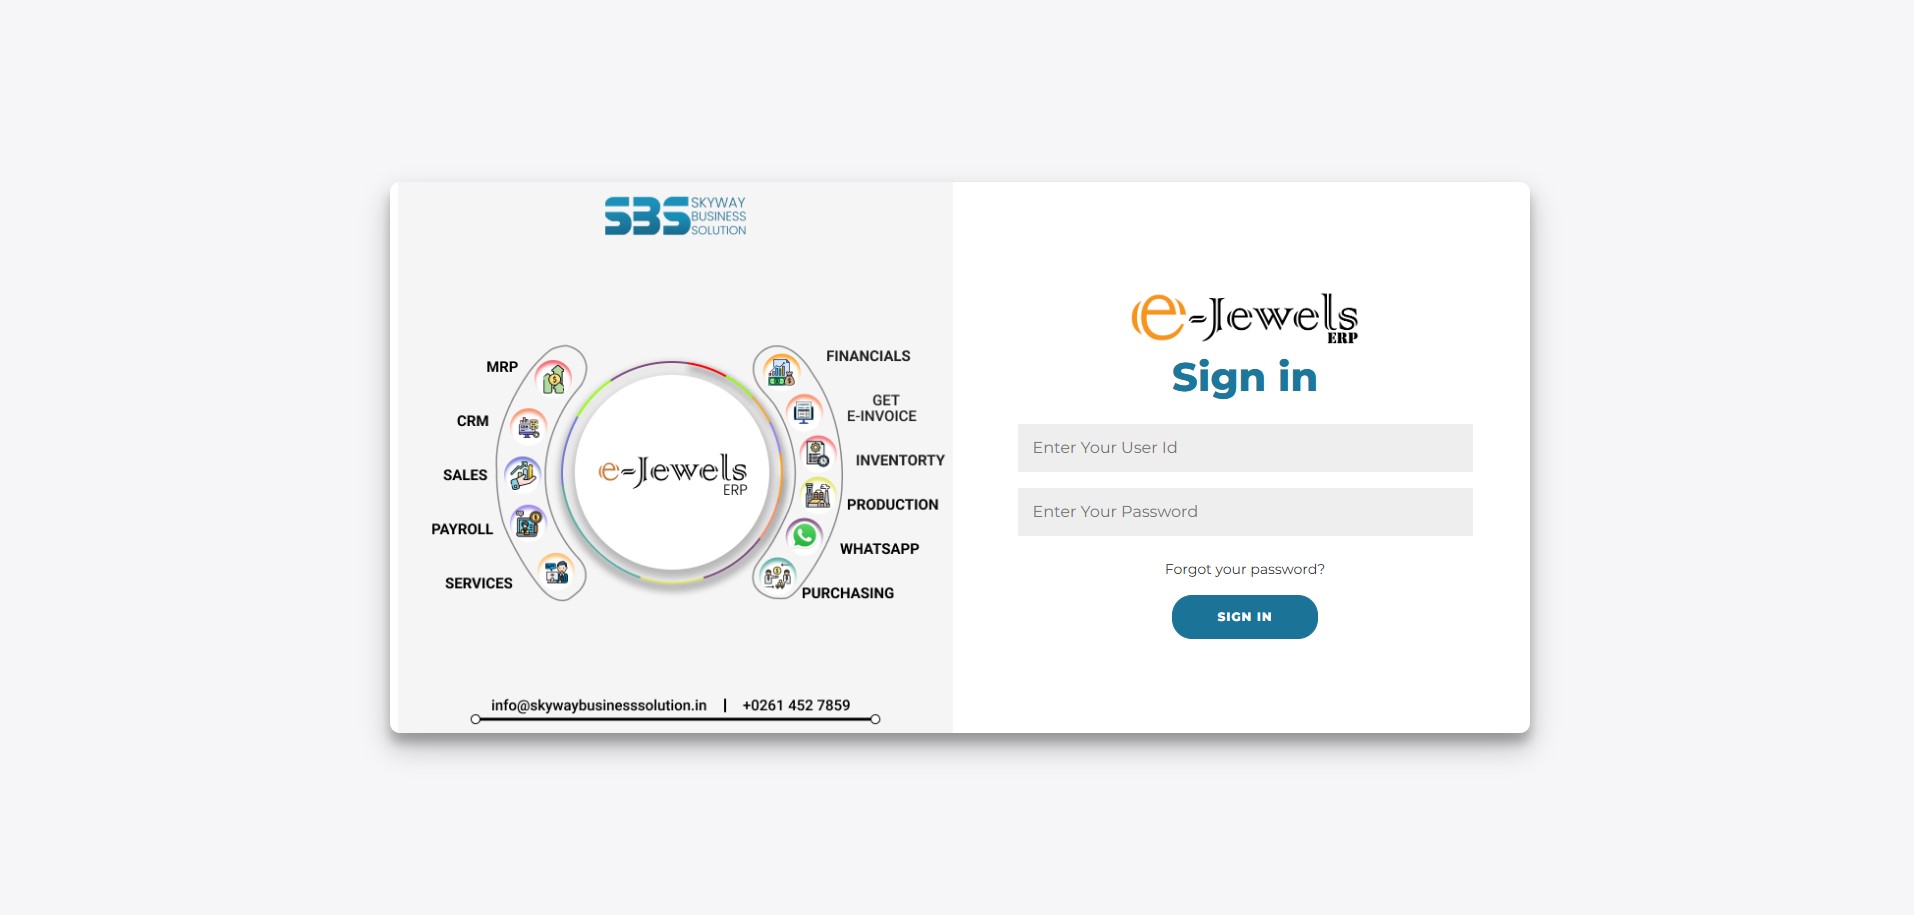 SBS SKYWAY
BUSINESS
SOLUTION
MRP
CRM
SALES
PAYROLL
SERVICES
e-Jewels
ERP
FINANCIALS
GET
E-INVOICE
INVENTORTY
PRODUCTION
WHATSAPP
PURCHASING
info@skywaybusinesssolution.in | +0261 452 7859
e-Jewels
ERP
Sign in
Enter Your User Id
Enter Your Password
Forgot your password?
SIGN IN